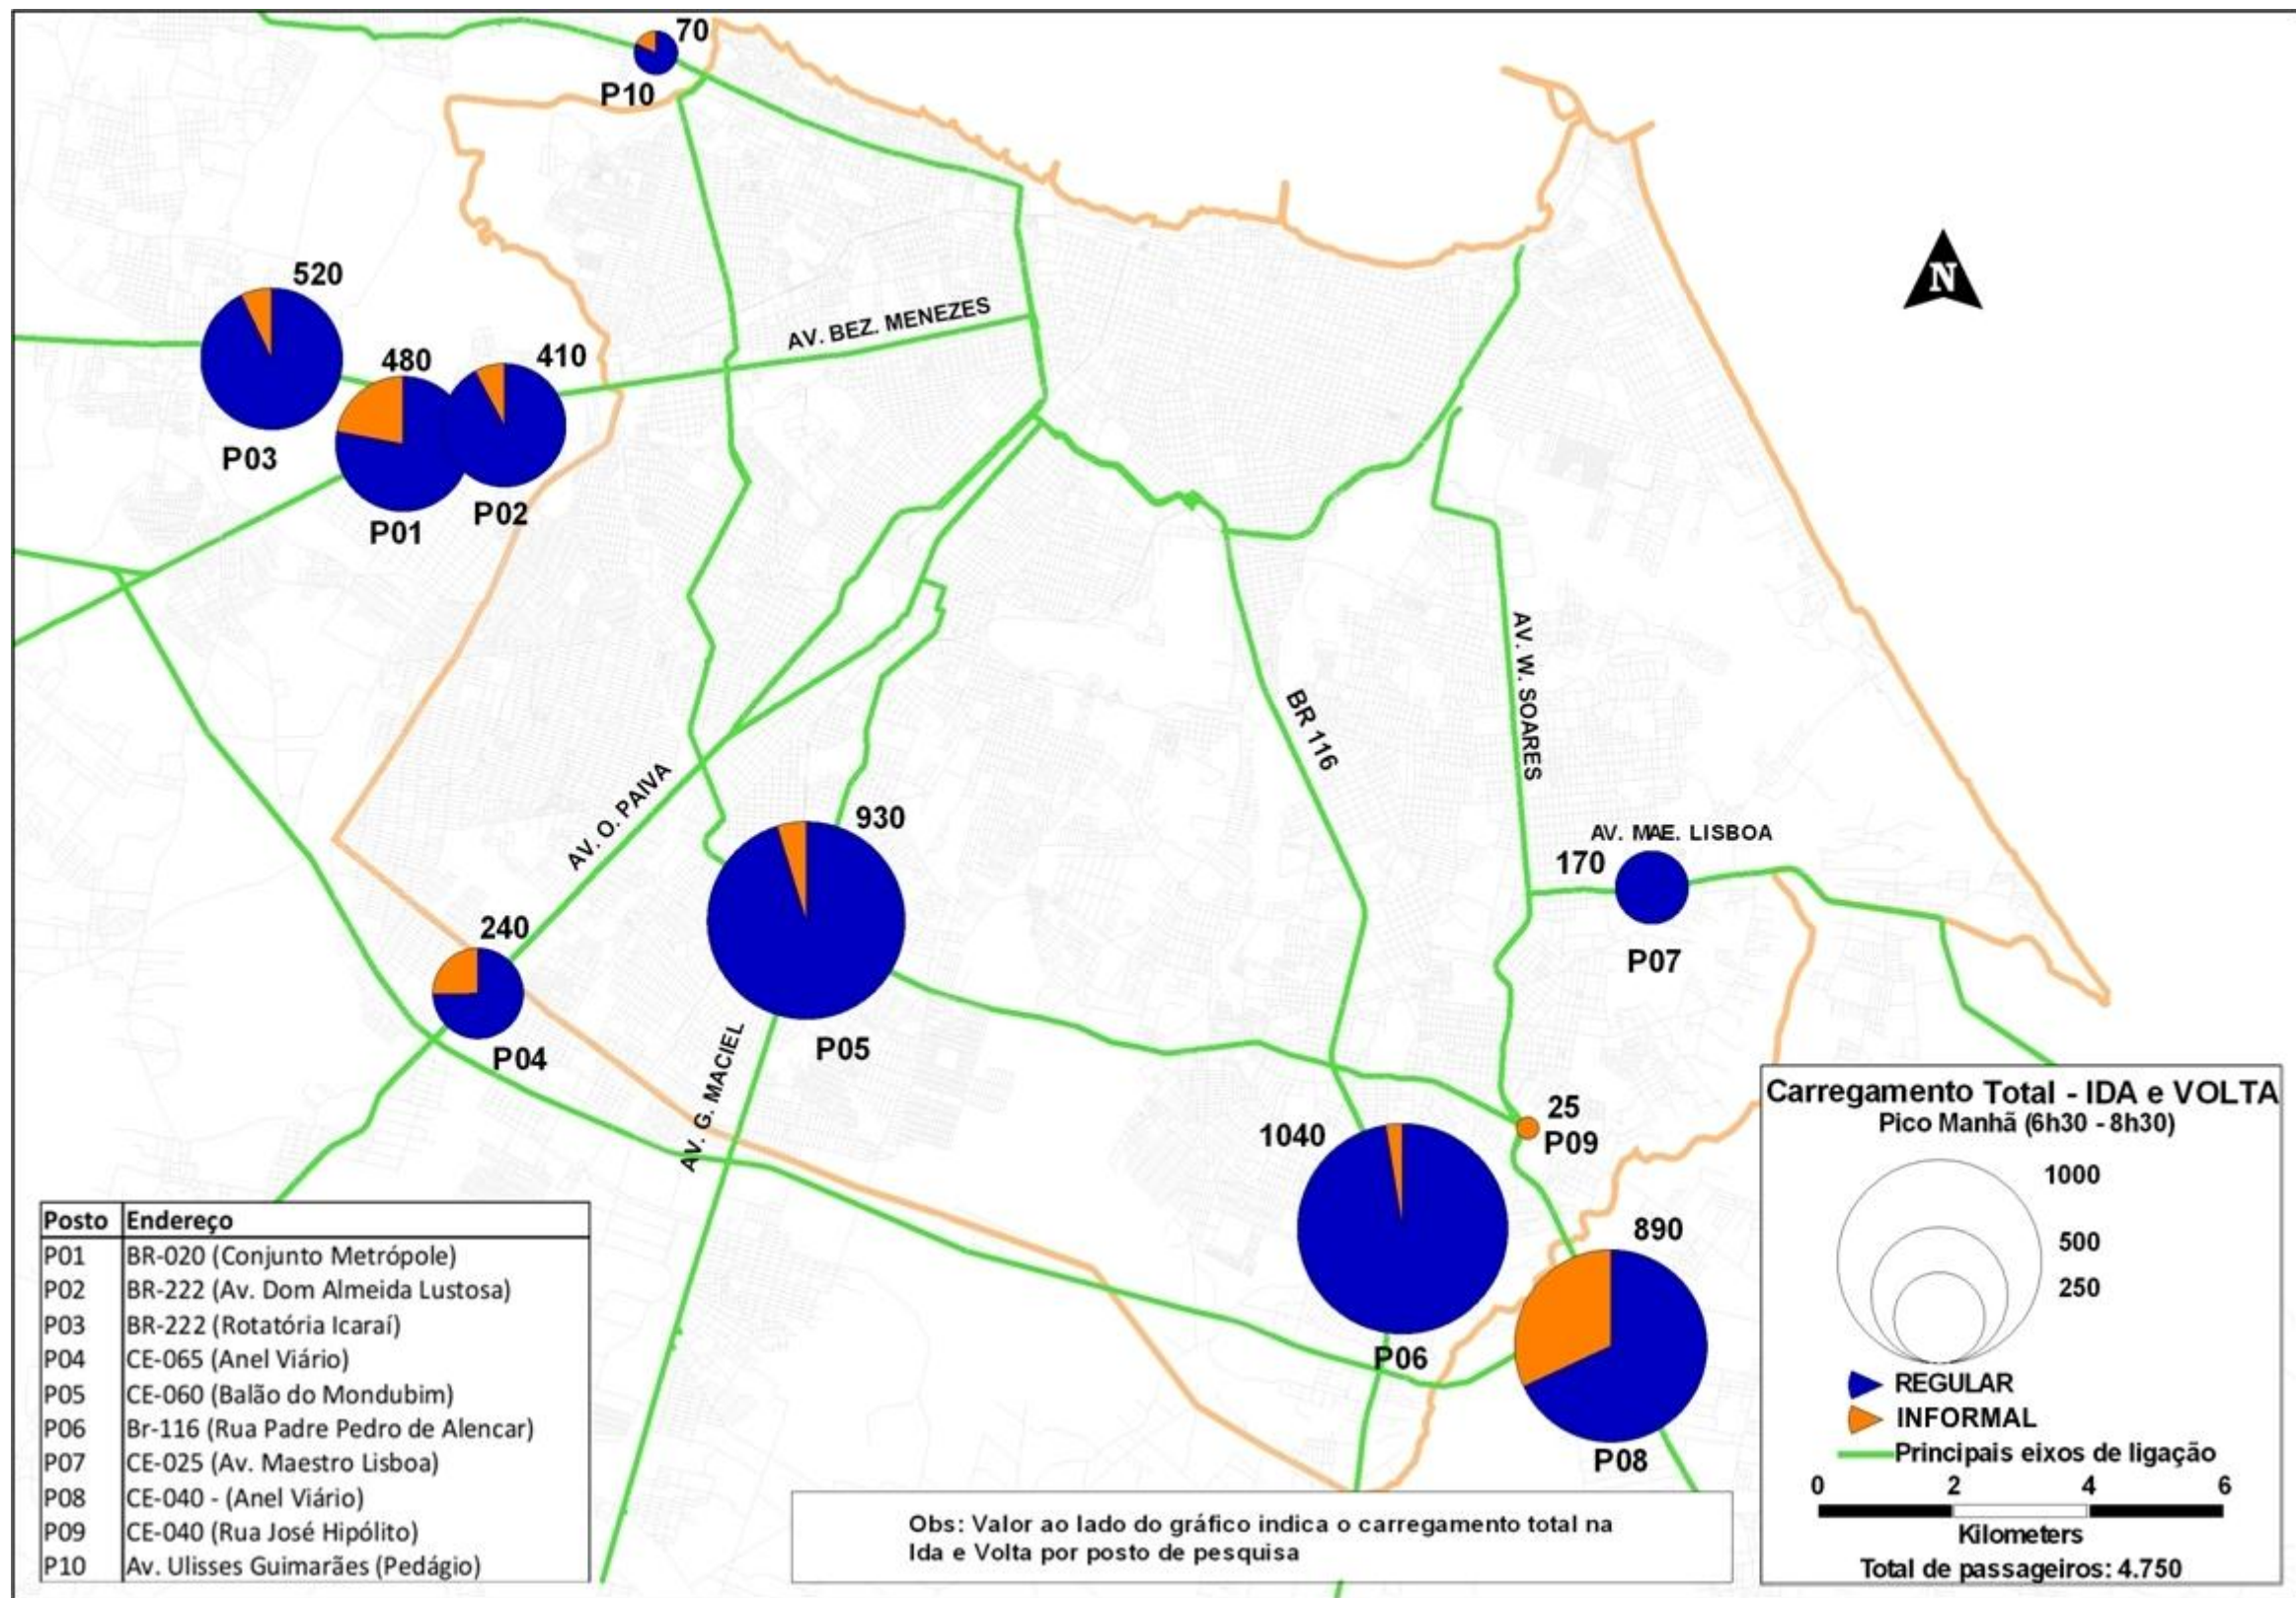 70
P10
520
480
410
P03
P01
P02
AV. BEZ. MENEZES
N
AV. W. SOARES
BR 116
AV. O. PAIVA
930
AV. MAE. LISBOA
170
P07
240
P04
P05
AV. G. MACIEL
25
P09
1040
890
P06
P08
Posto Endereço
P01 BR-020 (Conjunto Metrópole)
P02 BR-222 (Av. Dom Almeida Lustosa)
P03 BR-222 (Rotatória Icaraí)
P04 CE-065 (Anel Viário)
P05 CE-060 (Balão do Mondubim)
P06 Br-116 (Rua Padre Pedro de Alencar)
P07 CE-025 (Av. Maestro Lisboa)
P08 CE-040 - (Anel Viário)
P09 CE-040 (Rua José Hipólito)
P10 Av. Ulisses Guimarães (Pedágio)
Obs: Valor ao lado do gráfico indica o carregamento total na
Ida e Volta por posto de pesquisa
Carregamento Total - IDA e VOLTA
Pico Manhã (6h30 - 8h30)
1000
500
250
REGULAR
INFORMAL
Principais eixos de ligação
0 2 4 6
Kilometers
Total de passageiros: 4.750